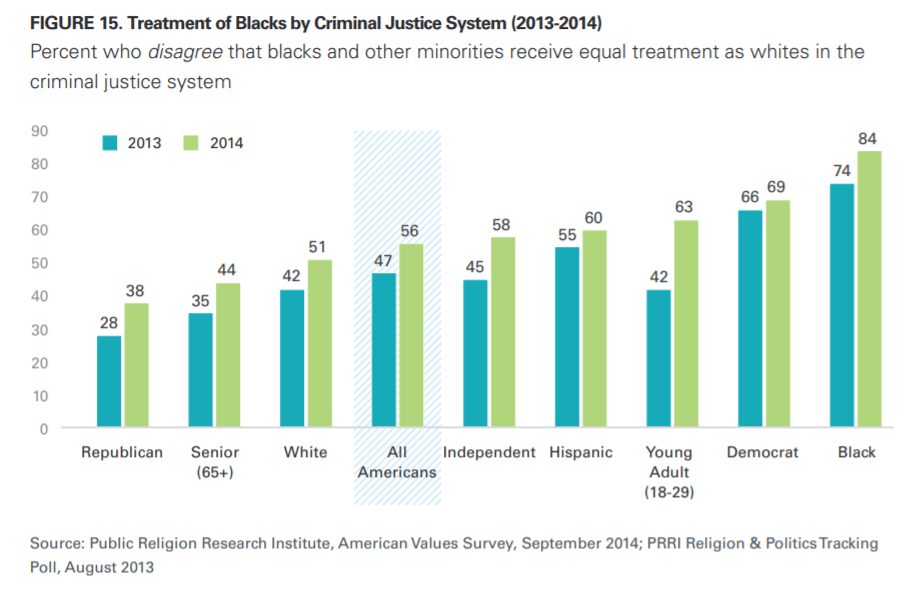 FIGURE 15. Treatment of Blacks by Criminal Justice System (2013-2014)
Percent who disagree that blacks and other minorities receive equal treatment as whites in the
criminal justice system
90
80
70
60
50
40
30
20
10
0
2013 2014
28 38
35 44
42 51
47 56
45 58
55 60
42 63
66 69
74 84
Republican
Senior
(65+)
White
All
Americans
Independent
Hispanic
Young
Adult
(18-29)
Democrat
Black
Source: Public Religion Research Institute, American Values Survey, September 2014; PRRI Religion & Politics Tracking
Poll, August 2013